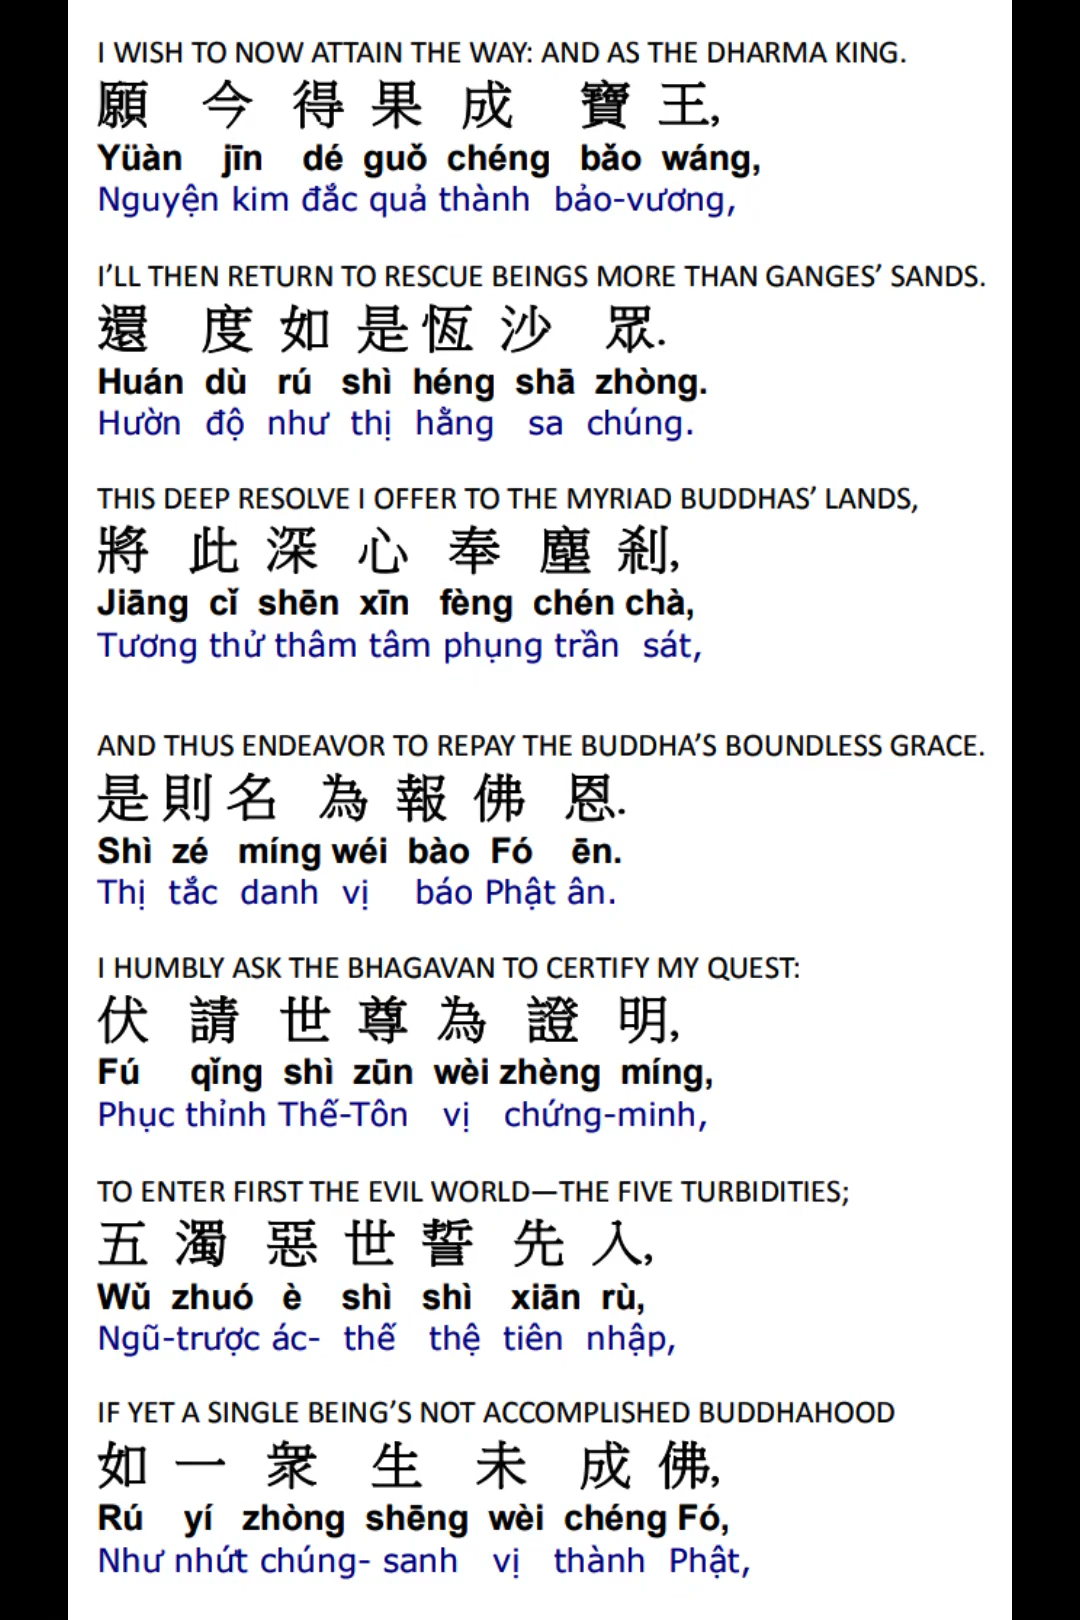 I WISH TO NOW ATTAIN THE WAY: AND AS THE DHARMA KING.
願 今 得 果 成 寶 王,
Yüàn jīn dé guǒ chéng bǎo wáng,
Nguyện kim đắc quả thành bảo-vương,
I’LL THEN RETURN TO RESCUE BEINGS MORE THAN GANGES’ SANDS.
還 度 如 是 恆 沙 眾.
Huán dù rú shì héng shā zhòng.
Hườn độ như thị hằng sa chúng.
THIS DEEP RESOLVE I OFFER TO THE MYRIAD BUDDHAS’ LANDS,
將 此 深 心 奉 塵 剎,
Jiāng cǐ shēn xīn fèng chén chà,
Tương thử thâm tâm phụng trần sát,
AND THUS ENDEAVOR TO REPAY THE BUDDHA’S BOUNDLESS GRACE.
是 則 名 為 報 佛 恩.
Shì zé míng wéi bào Fó ēn.
Thị tắc danh vị báo Phật ân.
I HUMBLY ASK THE BHAGAVAN TO CERTIFY MY QUEST:
伏 請 世 尊 為 證 明,
Fú qǐng shì zūn wèi zhèng míng,
Phục thỉnh Thế-Tôn vị chứng-minh,
TO ENTER FIRST THE EVIL WORLD—THE FIVE TURBIDITIES;
五 濁 惡 世 誓 先 入,
Wǔ zhuó è shì shì xiān rù,
Ngũ-trược ác- thế thệ tiên nhập,
IF YET A SINGLE BEING’S NOT ACCOMPLISHED BUDDHAHOOD
如 一 衆 生 未 成 佛,
Rú yí zhòng shēng wèi chéng Fó,
Như nhứt chúng- sanh vị thành Phật,